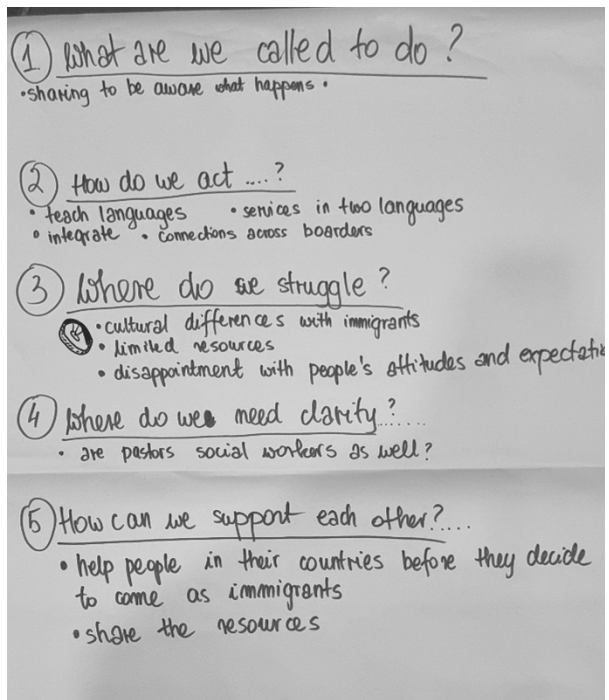 1 What are we called to do?
• sharing to be aware what happens •
2 How do we act ....?
• teach languages • services in two languages
• integrate • connections across boarders
3 Where do we struggle?
• cultural differences with immigrants
• limited resources
• disappointment with people's attitudes and expectatio
4 Where do we need clarity?......
• are pastors social workers as well?
5 How can we support each other?....
• help people in their countries before they decide
to come as immigrants
• share the resources